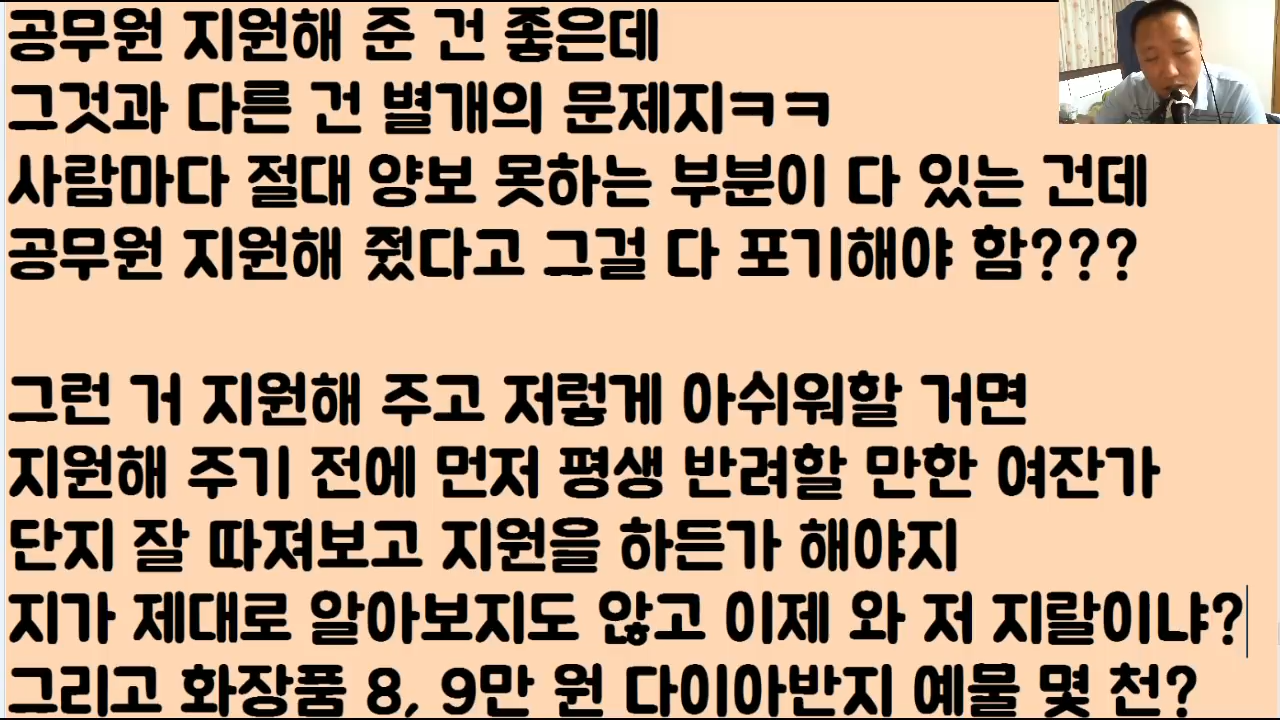 공무원 지원해 준 건 좋은데
그것과 다른 건 별개의 문제지ㅋㅋ
사람마다 절대 양보 못하는 부분이 다 있는 건데
공무원 지원해 줬다고 그걸 다 포기해야 함???
그런 거 지원해 주고 저렇게 아쉬워할 거면
지원해 주기 전에 먼저 평생 반려할 만한 여잔가
단지 잘 따져보고 지원을 하든가 해야지
지가 제대로 알아보지도 않고 이제 와 저 지랄이냐?
그리고 화장품 8, 9만 원 다이아반지 예물 몇 천?